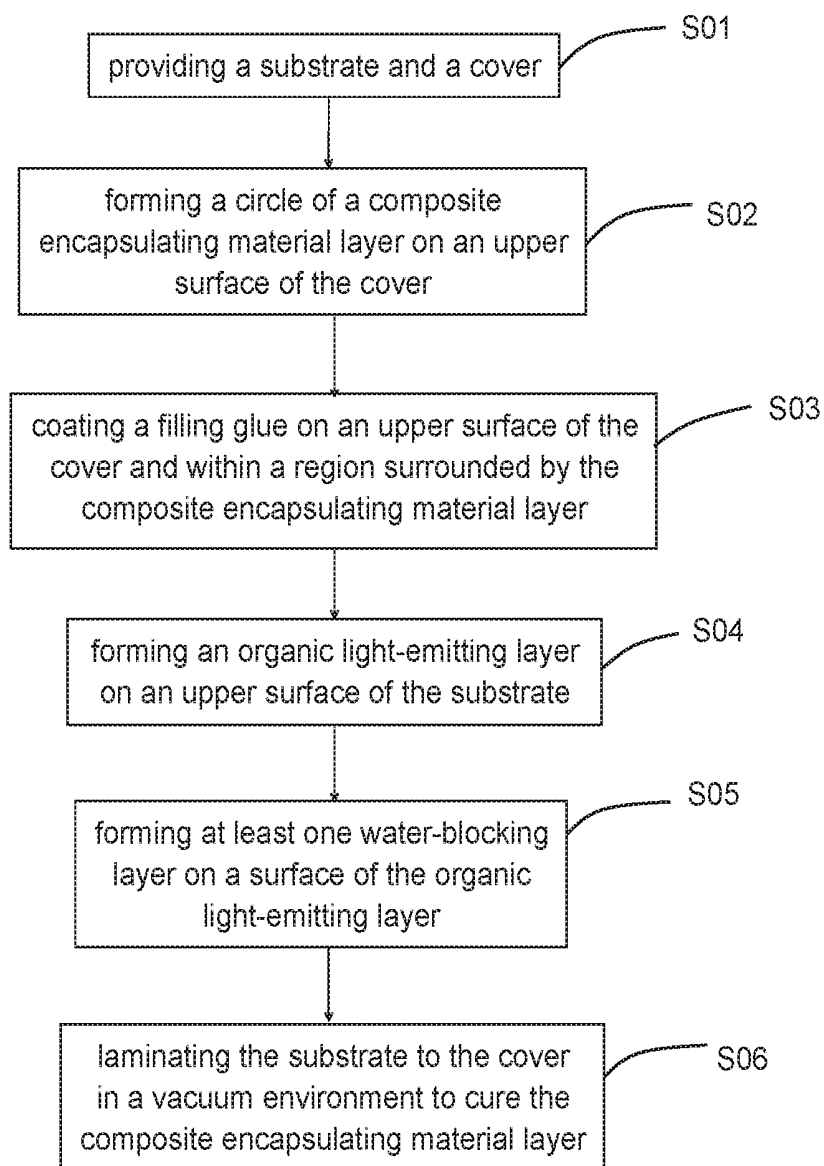 S01
providing a substrate and a cover
forming a circle of a composite
encapsulating material layer on an upper
surface of the cover
S02
coating a filling glue on an upper surface of the
cover and within a region surrounded by the
composite encapsulating material layer
S03
forming an organic light-emitting layer
on an upper surface of the substrate
S04
forming at least one water-blocking
layer on a surface of the organic
light-emitting layer
S05
laminating the substrate to the cover
in a vacuum environment to cure the
composite encapsulating material layer
S06